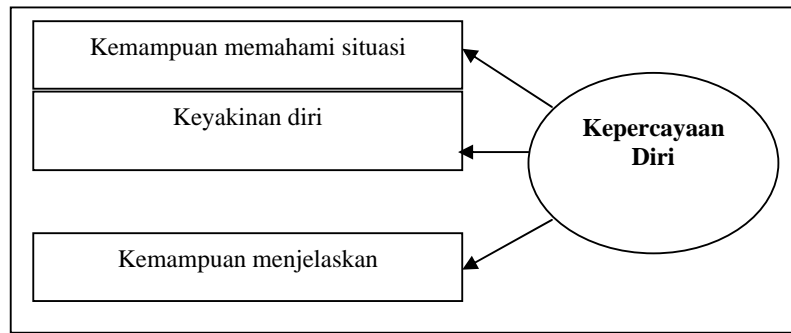 Kemampuan memahami situasi
Keyakinan diri
Kepercayaan
Diri
Kemampuan menjelaskan